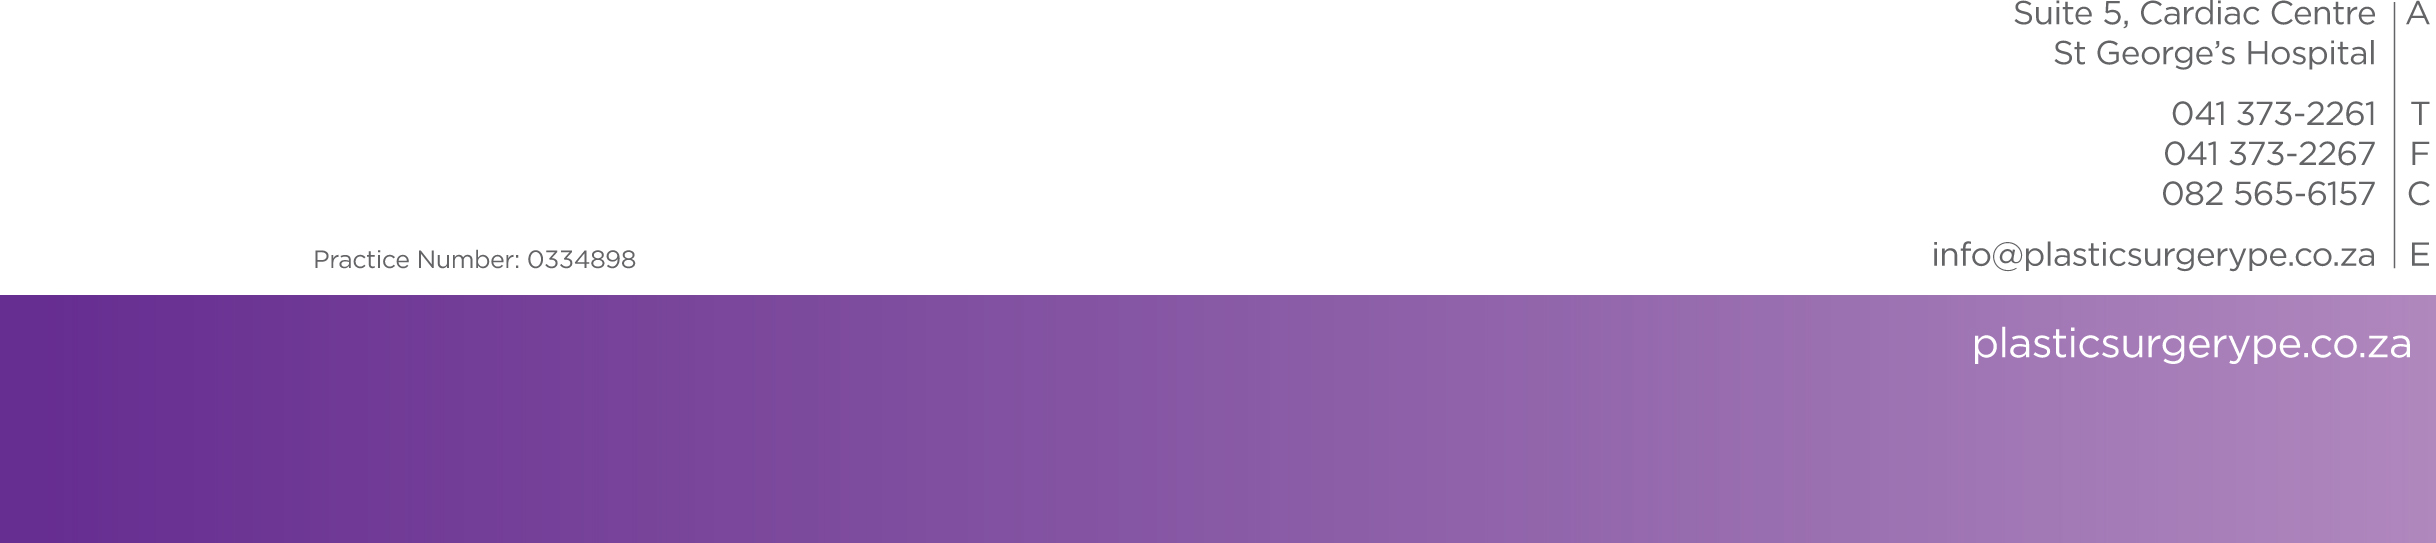 Suite 5, Cardiac Centre A
St George’s Hospital
041 373-2261 T
041 373-2267 F
082 565-6157 C
Practice Number: 0334898
info@plasticsurgerype.co.za E
plasticsurgerype.co.za